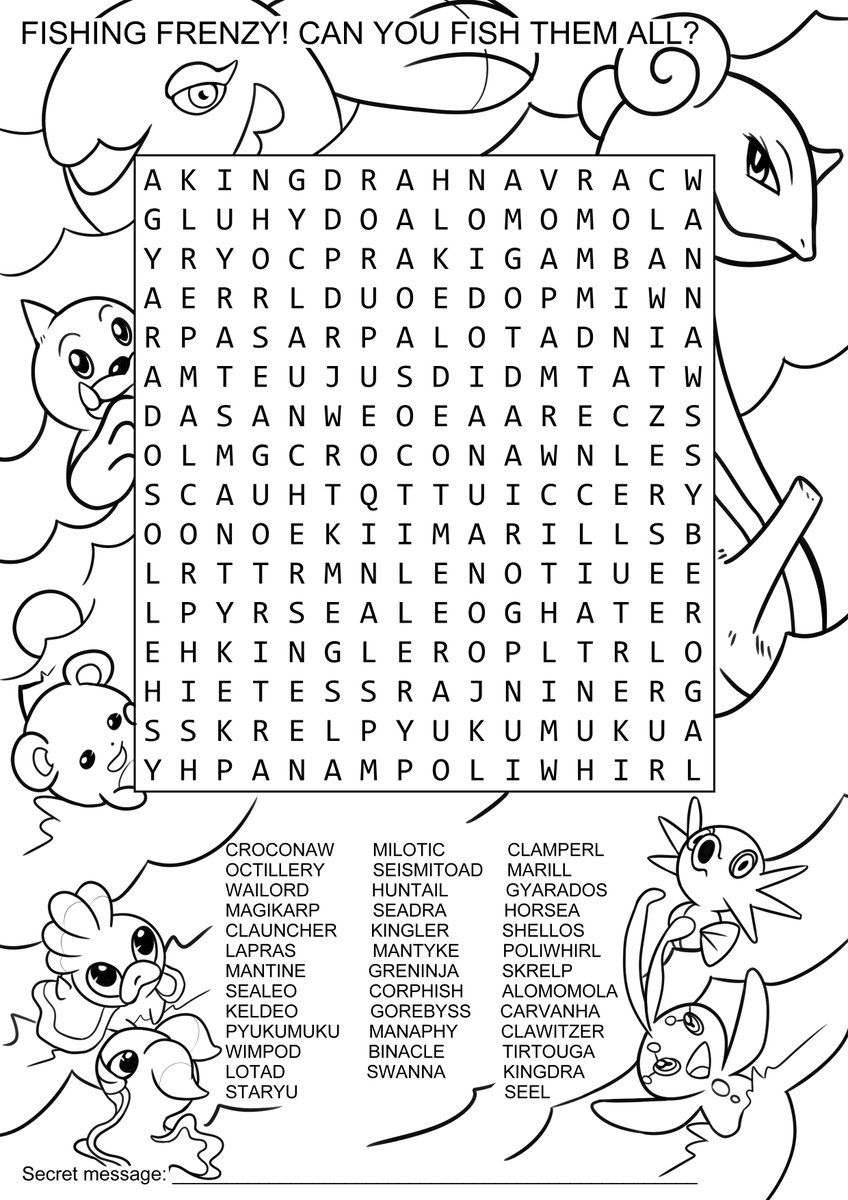 FISHING FRENZY! CAN YOU FISH THEM ALL?
A K I N G D R A H N A V R A C W
G L U H Y D O A L O M O M O L A
Y R Y O C P R A K I G A M B A N
A E R R L D U O E D O P M I W N
R P A S A R P A L O T A D N I A
A M T E U J U S D I D M T A T W
D A S A N W E O E A A R E C Z S
O L M G C R O C O N A W N L E S
S C A U H T Q T T U I C C E R Y
O O N O E K I I M A R I L L S B
L R T T R M N L E N O T I U E E
L P Y R S E A L E O G H A T E R
E H K I N G L E R O P L T R L O
H I E T E S S R A J N I N E R G
S S K R E L P Y U K U M U K U A
Y H P A N A M P O L I W H I R L
CROCONAW MILOTIC CLAMPERL
OCTILLERY SEISMITOAD MARILL
WAILORD HUNTAIL GYARADOS
MAGIKARP SEADRA HORSEA
CLAUNCHER KINGLER SHELLOS
LAPRAS MANTYKE POLIWHIRL
MANTINE GRENINJA SKRELP
SEALEO CORPHISH ALOMOMOLA
KELDEO GOREBYSS CARVANHA
PYUKUMUKU MANAPHY CLAWITZER
WIMPOD BINACLE TIRTOUGA
LOTAD SWANNA KINGDRA
STARYU SEEL
Secret message: